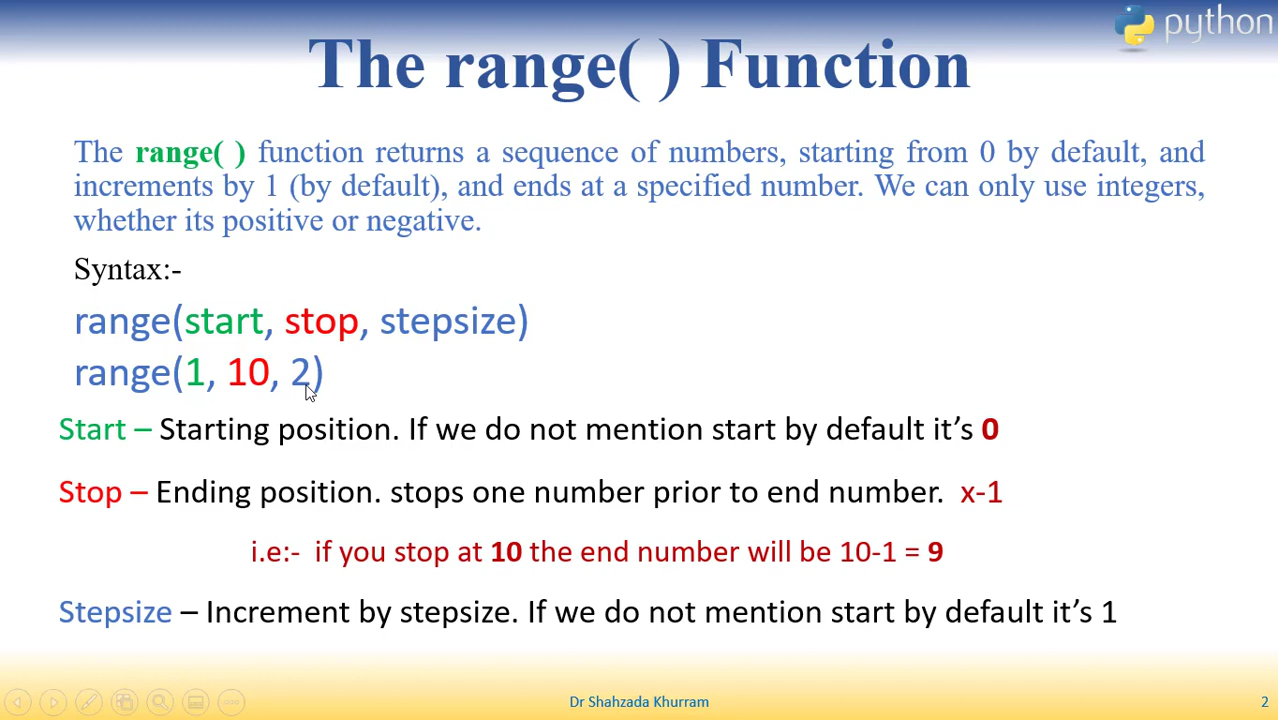 python
The range( ) Function
The range( ) function returns a sequence of numbers, starting from 0 by default, and
increments by 1 (by default), and ends at a specified number. We can only use integers,
whether its positive or negative.
Syntax:-
range(start, stop, stepsize)
range(1, 10, 2)
Start – Starting position. If we do not mention start by default it’s 0
Stop – Ending position. stops one number prior to end number. x-1
i.e:- if you stop at 10 the end number will be 10-1 = 9
Stepsize – Increment by stepsize. If we do not mention start by default it’s 1
Dr Shahzada Khurram
2